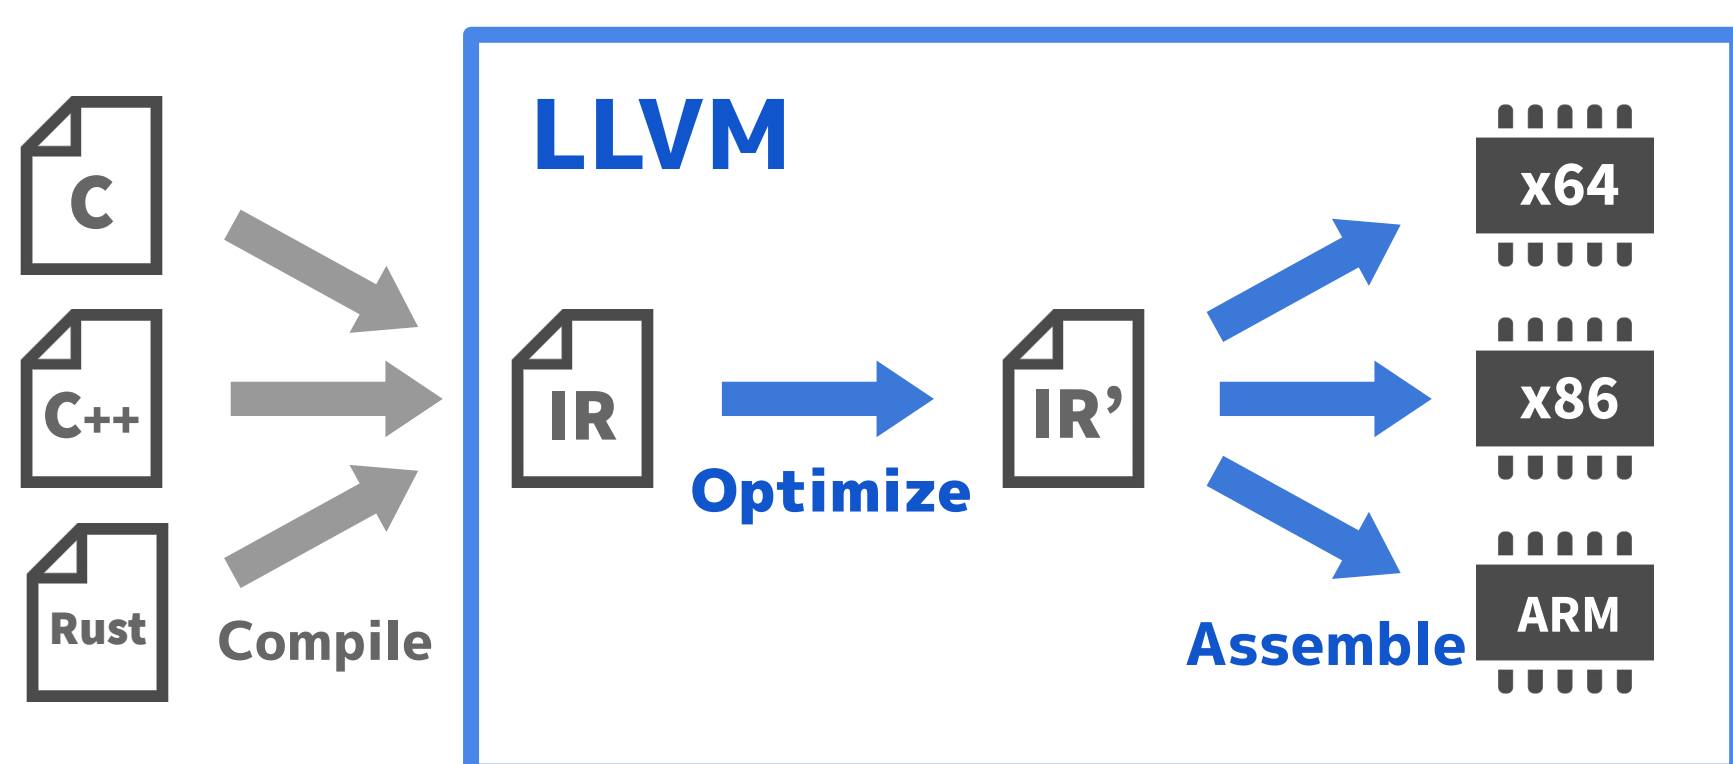 LLVM
C
C++
Rust
Compile
IR
Optimize
IR’
Assemble
x64
x86
ARM